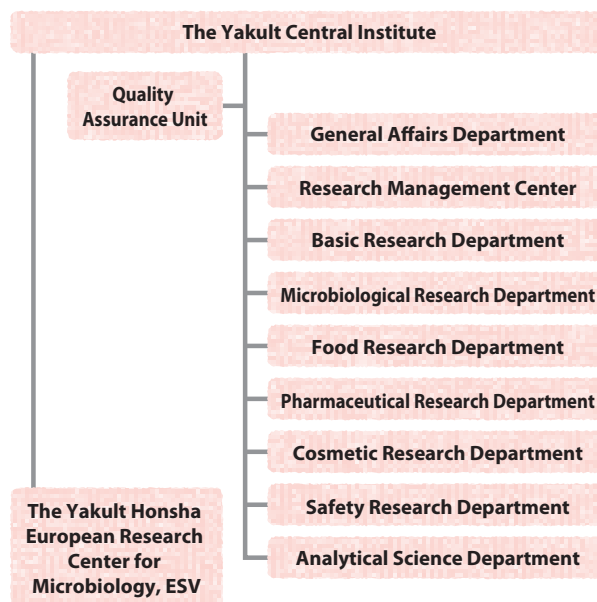 The Yakult Central Institute
Quality
Assurance Unit
General Affairs Department
Research Management Center
Basic Research Department
Microbiological Research Department
Food Research Department
Pharmaceutical Research Department
Cosmetic Research Department
Safety Research Department
Analytical Science Department
The Yakult Honsha
European Research
Center for
Microbiology, ESV